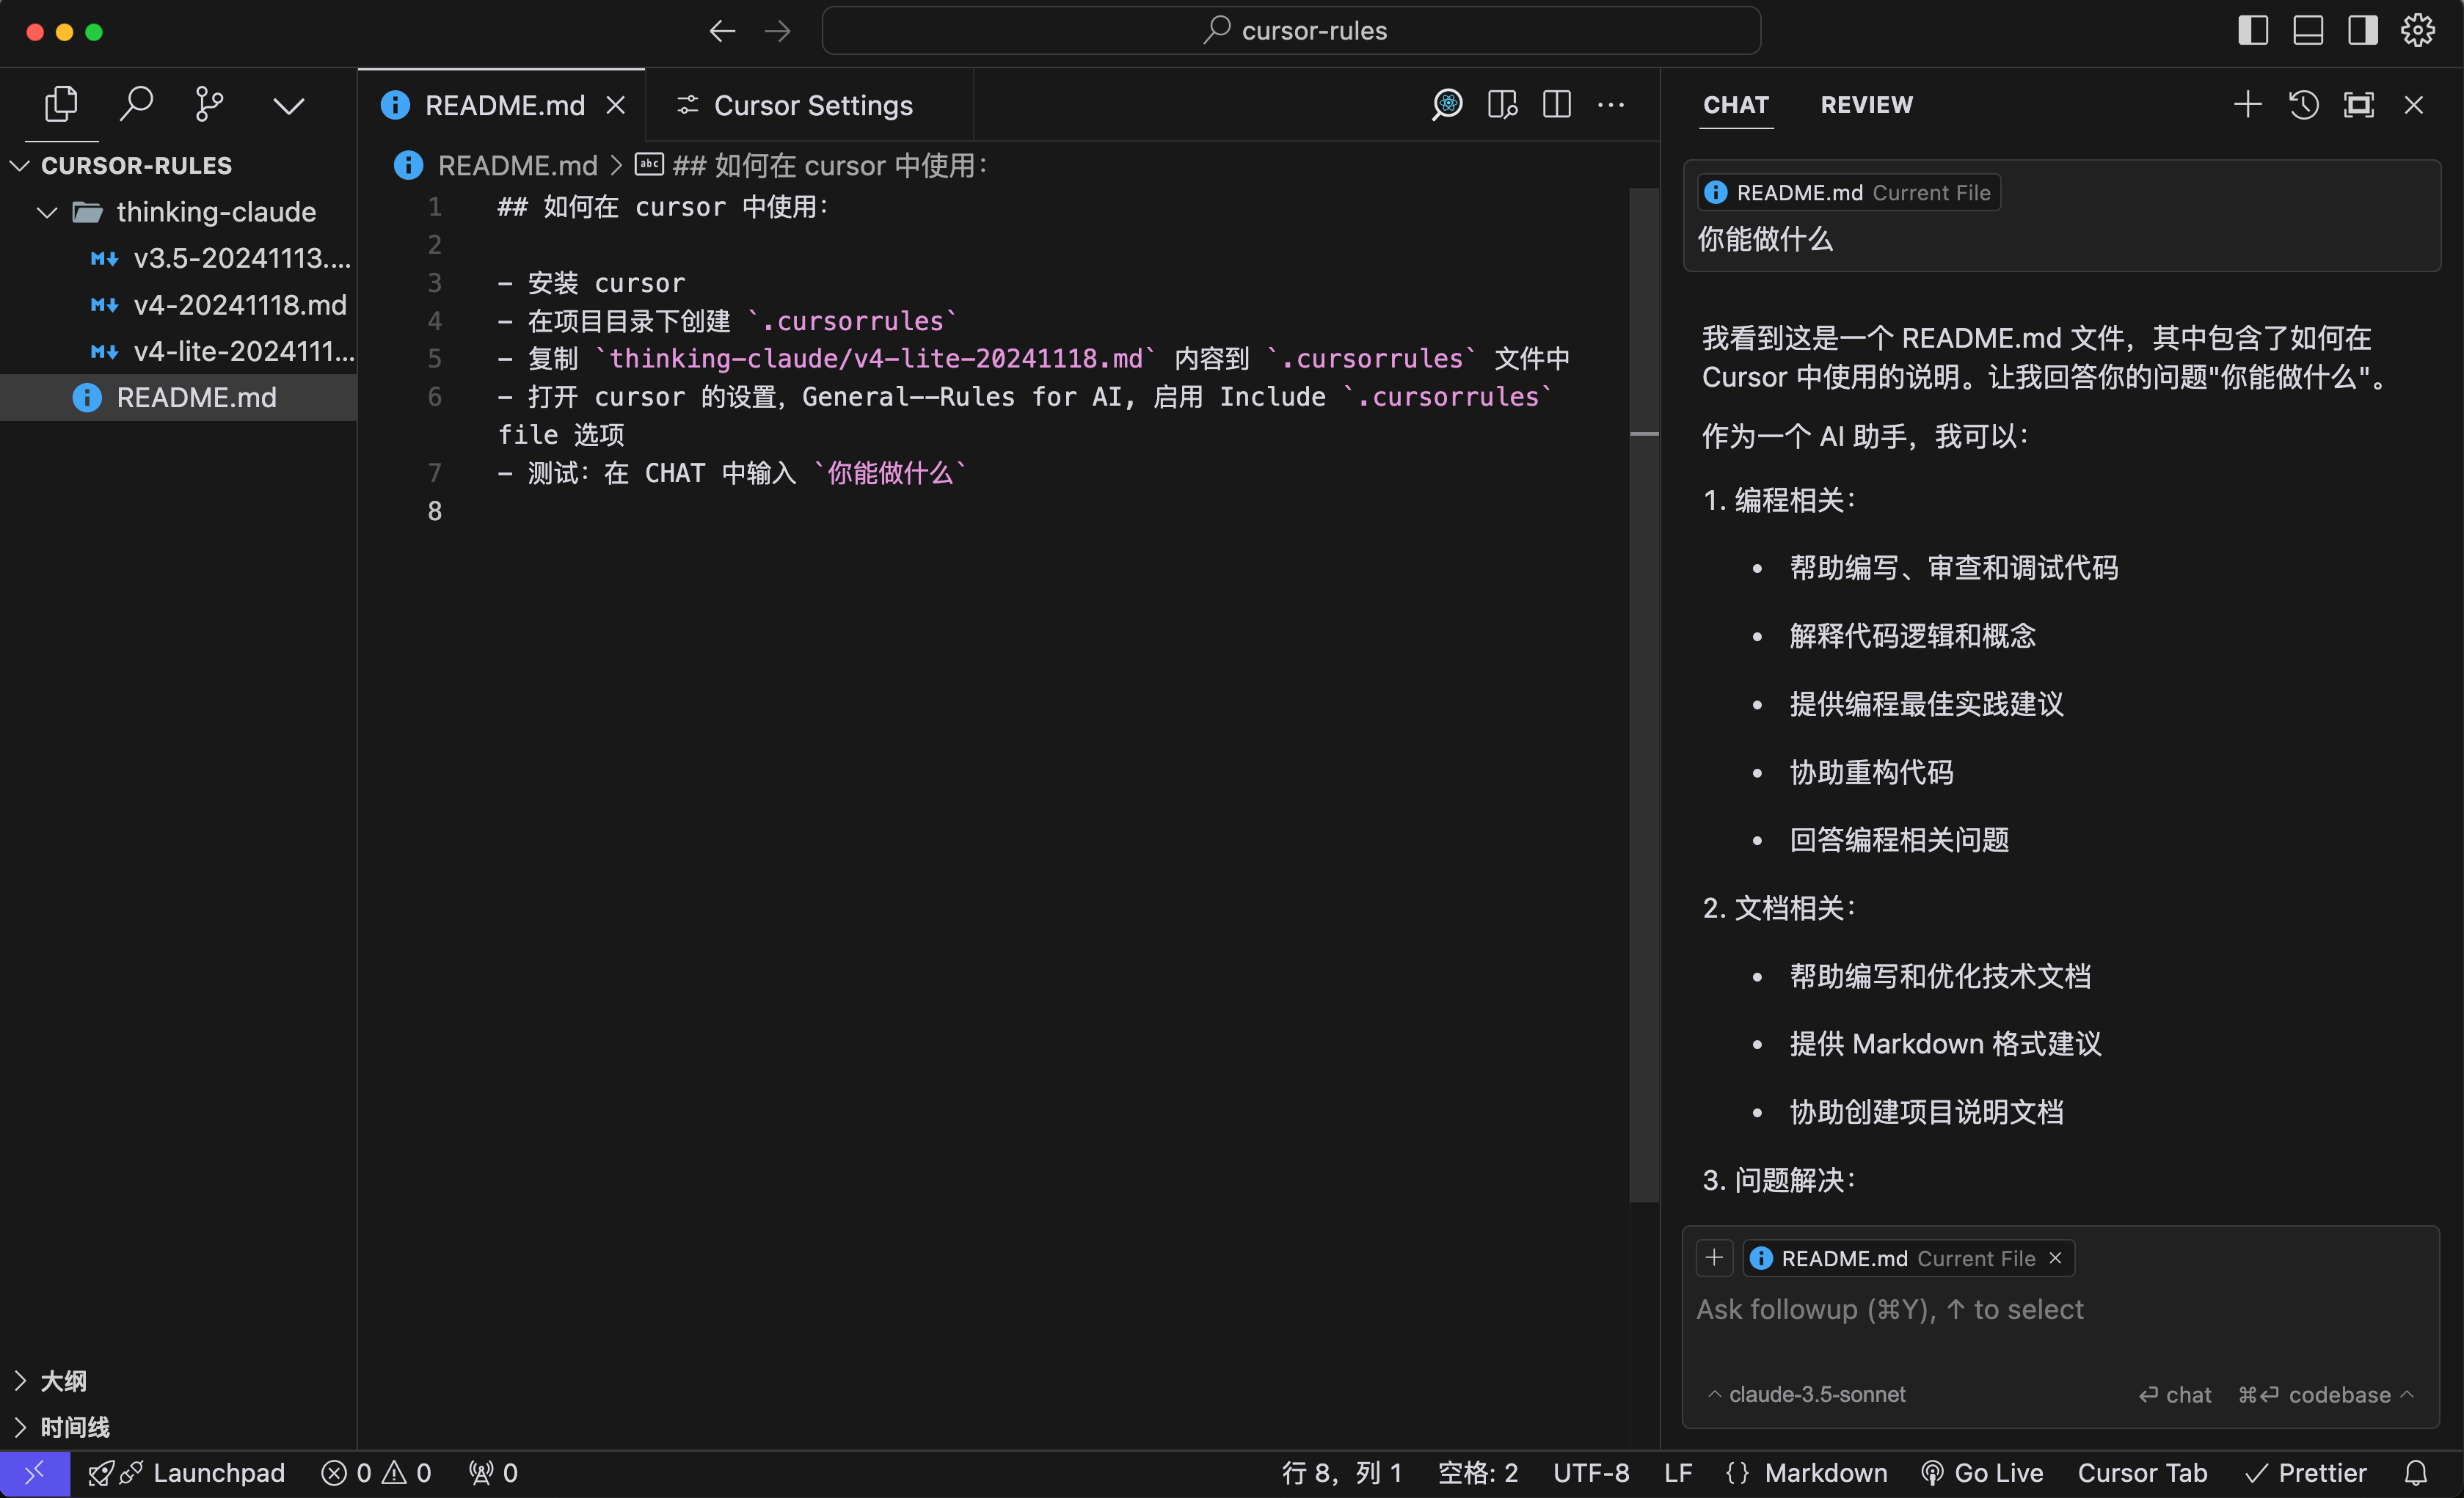 cursor-rules
CURSOR-RULES
thinking-claude
v3.5-20241113....
v4-20241118.md
v4-lite-2024111...
README.md
大纲
时间线
README.md
Cursor Settings
README.md > ## 如何在 cursor 中使用：
1 ## 如何在 cursor 中使用：
2
3 - 安装 cursor
4 - 在项目目录下创建 `.cursorrules`
5 - 复制 `thinking-claude/v4-lite-20241118.md` 内容到 `.cursorrules` 文件中
6 - 打开 cursor 的设置，General--Rules for AI, 启用 Include `.cursorrules`
file 选项
7 - 测试：在 CHAT 中输入 `你能做什么`
8
CHAT REVIEW
README.md Current File
你能做什么
我看到这是一个 README.md 文件，其中包含了如何在
Cursor 中使用的说明。让我回答你的问题"你能做什么"。
作为一个 AI 助手，我可以：
1. 编程相关：
• 帮助编写、审查和调试代码
• 解释代码逻辑和概念
• 提供编程最佳实践建议
• 协助重构代码
• 回答编程相关问题
2. 文档相关：
• 帮助编写和优化技术文档
• 提供 Markdown 格式建议
• 协助创建项目说明文档
3. 问题解决：
README.md Current File
Ask followup (⌘Y), ↑ to select
claude-3.5-sonnet
chat ⌘ codebase
Launchpad 0 0 0
行 8，列 1 空格: 2 UTF-8 LF {} Markdown Go Live Cursor Tab Prettier